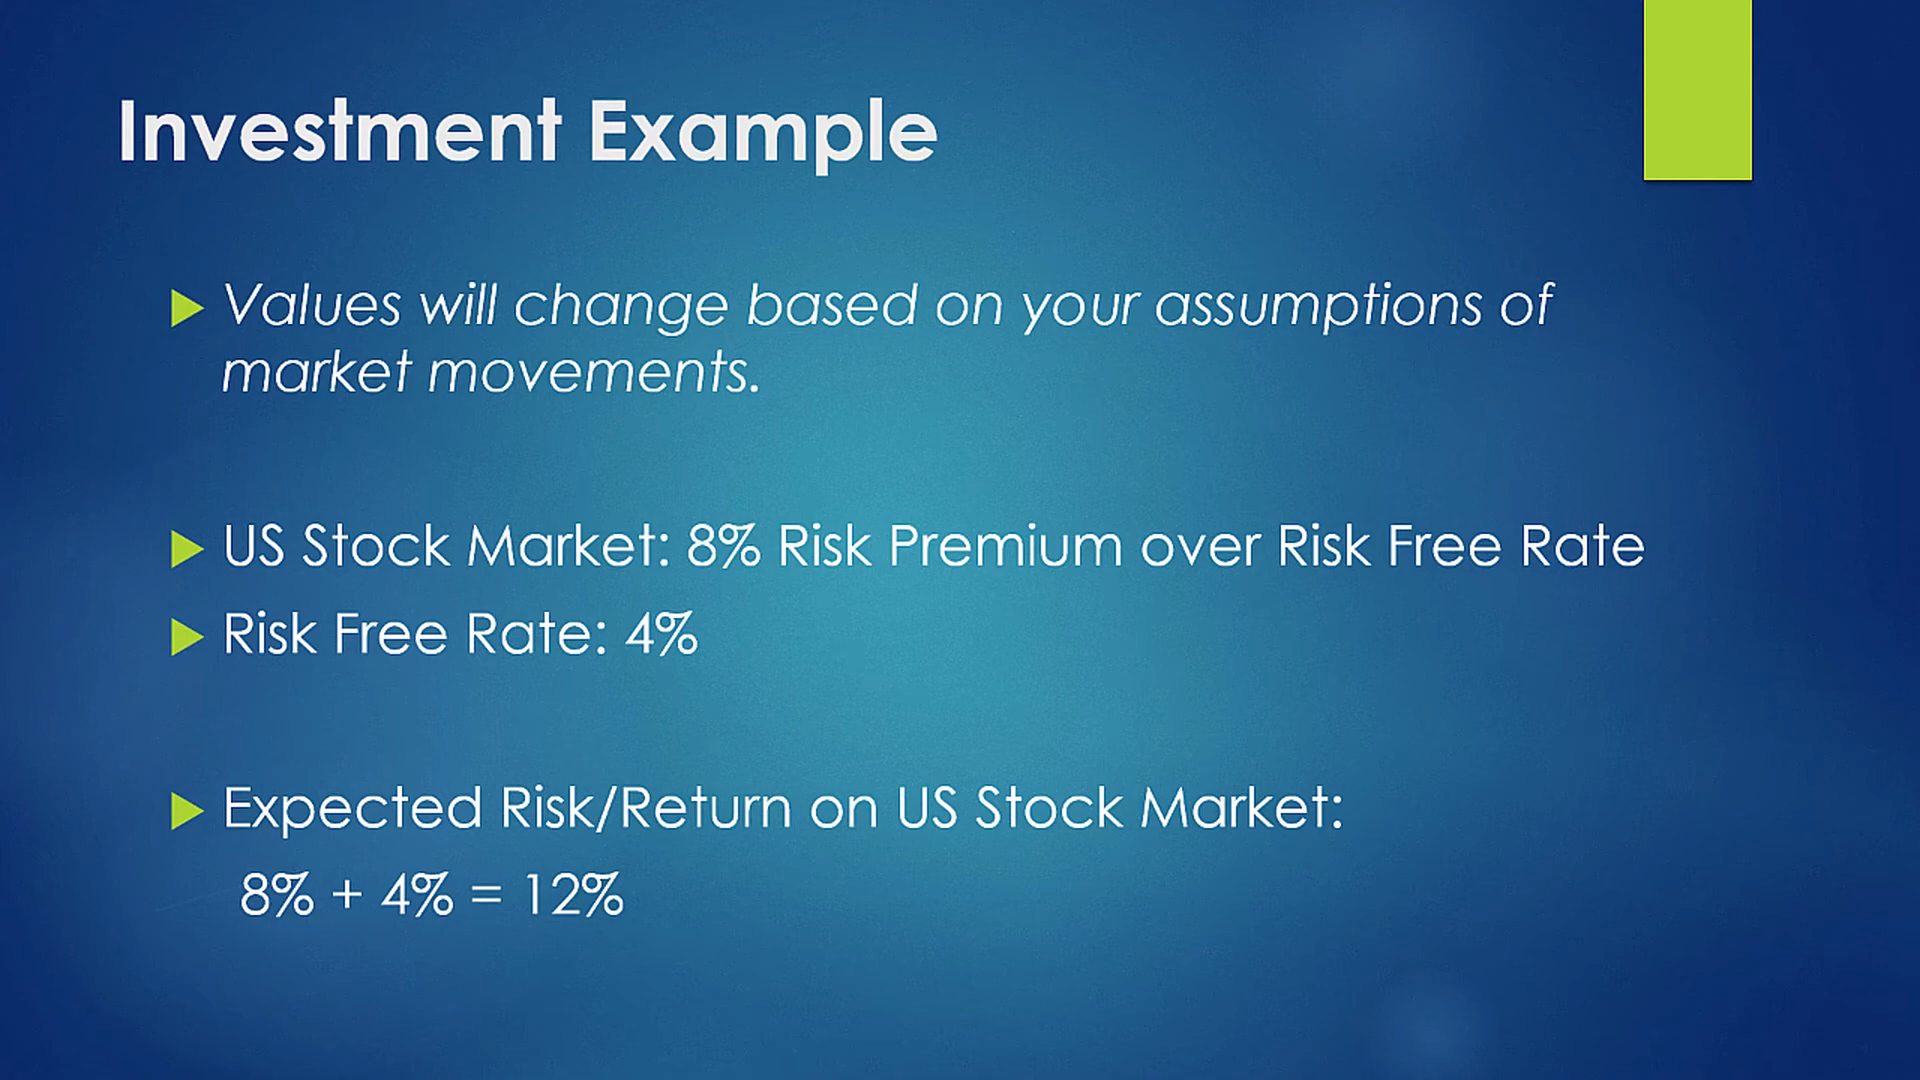 Investment Example
Values will change based on your assumptions of
market movements.
US Stock Market: 8% Risk Premium over Risk Free Rate
Risk Free Rate: 4%
Expected Risk/Return on US Stock Market:
8% + 4% = 12%